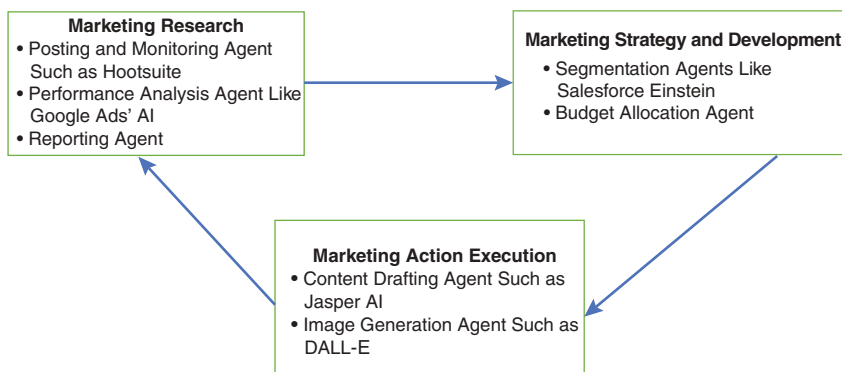 Marketing Research
• Posting and Monitoring Agent
Such as Hootsuite
• Performance Analysis Agent Like
Google Ads’ AI
• Reporting Agent
Marketing Strategy and Development
• Segmentation Agents Like
Salesforce Einstein
• Budget Allocation Agent
Marketing Action Execution
• Content Drafting Agent Such as
Jasper AI
• Image Generation Agent Such as
DALL-E